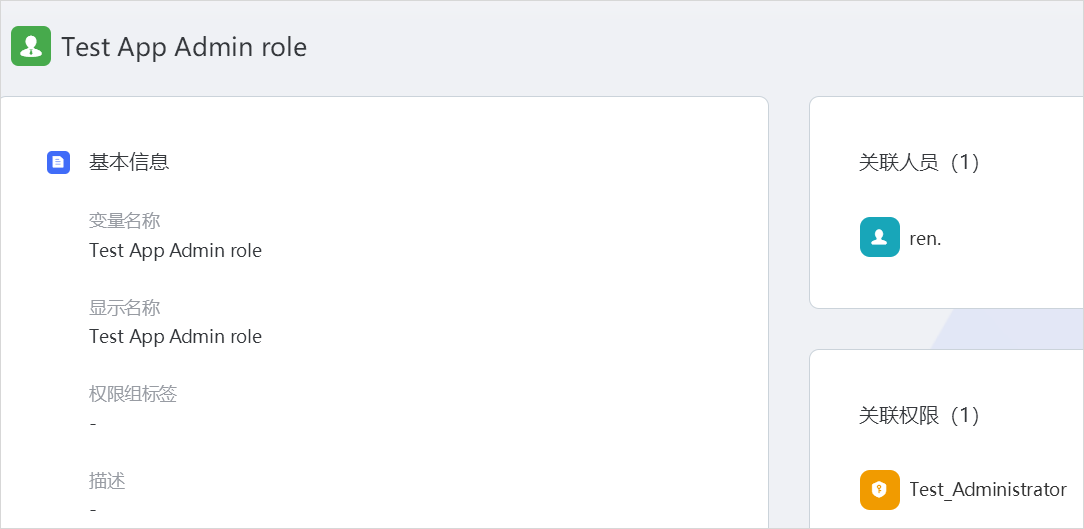 Test App Admin role
基本信息
变量名称
Test App Admin role
显示名称
Test App Admin role
权限组标签
-
描述
-
关联人员（1）
ren.
关联权限（1）
Test_Administrator